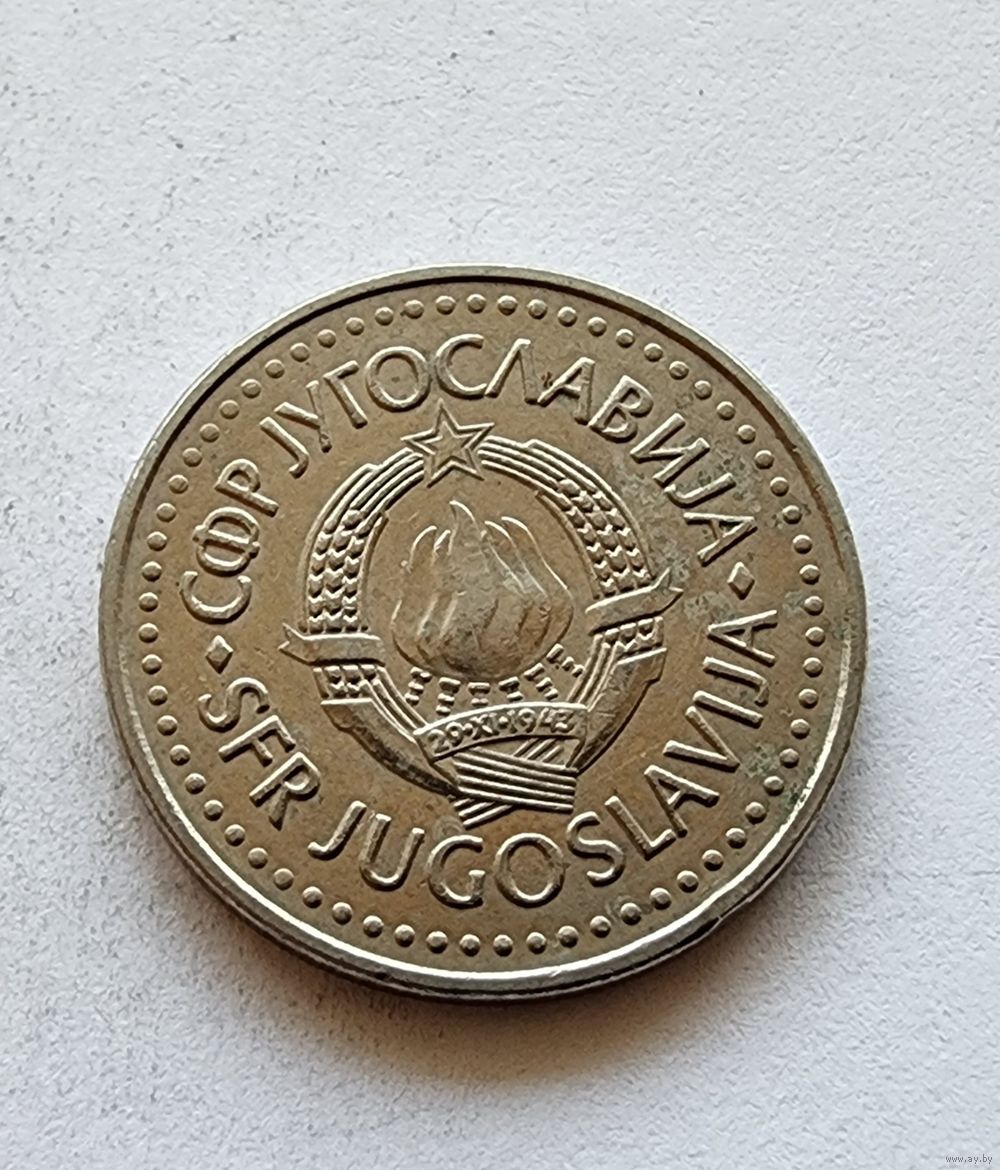 СФР ЈУГОСЛАВИЈА
SFR JUGOSLAVIJA
29·XI·1943
www.ay.by